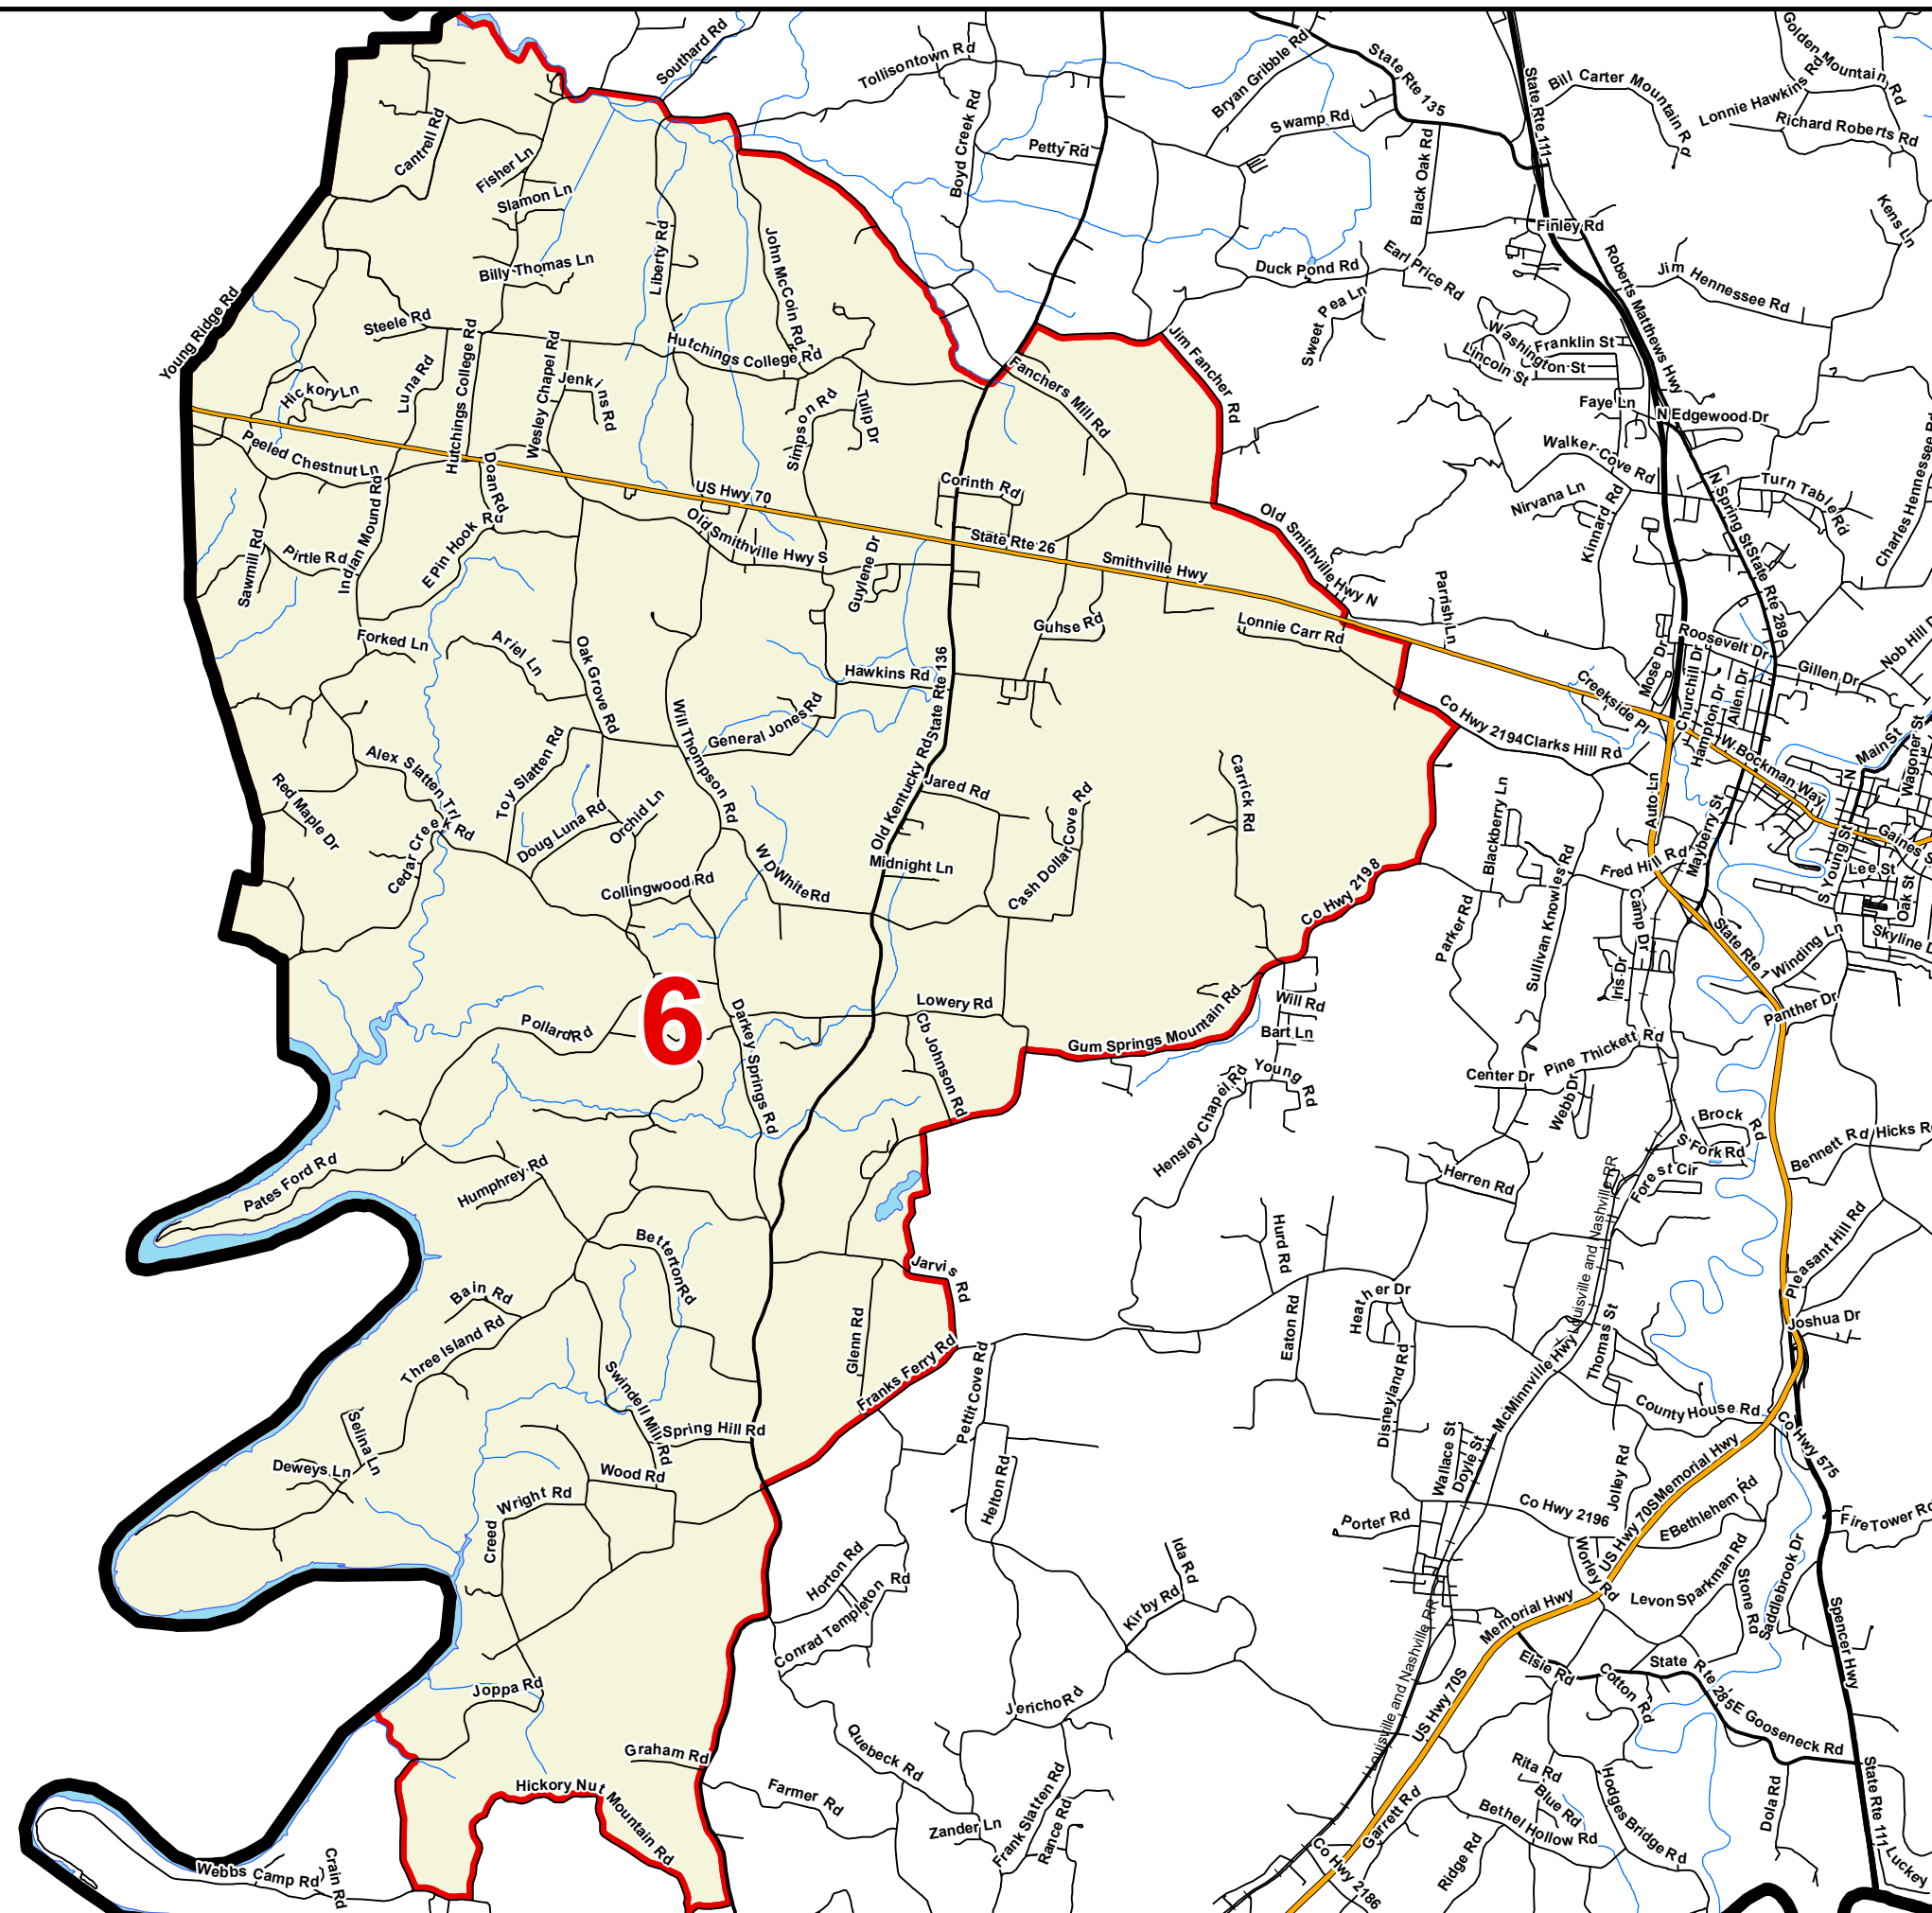 Southard Rd
Tollisontown Rd
Bryan Gribble Rd
State Rte 135
State Rte 111
Bill Carter Mountain R
Golden Mountain Rd
Lonnie Hawkins Rd
Richard Roberts Rd
Cantrell Rd
Fisher Ln
Slamon Ln
Boyd Creek Rd
Petty Rd
Swamp Rd
Black Oak Rd
Kens Ln
Finley Rd
Liberty Rd
John McCoin Rd
Billy Thomas Ln
Duck Pond Rd
Earl Price Rd
Roberts Matthews Hwy
Jim Hennessee Rd
Young Ridge Rd
Steele Rd
Sweet Pea Ln
Washington St
Franklin St
Lincoln St
Hutchings College Rd
Hutchings College Rd
Wesley Chapel Rd
Luna Rd
Hickory Ln
Jenkins Rd
Simpson Rd
Tulip Dr
Fanchers Mill Rd
Jim Fancher Rd
Faye Ln
N Edgewood Dr
Walker Cove Rd
Charles Hennessee Rd
Peeled Chestnut Ln
Doan Rd
US Hwy 70
Corinth Rd
Nirvana Ln
Kinnard Rd
N Spring St
Turn Table Rd
State Rte 289
Sawmill Rd
Pirtle Rd
Indian Mound Rd
E Pin Hook Rd
Old Smithville Hwy S
Guylene Dr
State Rte 26
Smithville Hwy
Old Smithville Hwy N
Parrish Ln
Forked Ln
Ariel Ln
Oak Grove Rd
Hawkins Rd
State Rte 136
Guhse Rd
Lonnie Carr Rd
Roosevelt Dr
Mose Dr
Churchill Dr
Hampton Dr
Allen Dr
Gillen Dr
Nob Hill D
Creekside Pl
General Jones Rd
Will Thompson Rd
Co Hwy 2194
Clarks Hill Rd
W Bockman Way
Main St
N
Wagoner St
Alex Slatten Trl
Toy Slatten Rd
Red Maple Dr
Cedar Creek Rd
Doug Luna Rd
Orchid Ln
Old Kentucky Rd
Jared Rd
Cash Dollar Cove Rd
Carrick Rd
Blackberry Ln
Auto Ln
Mayberry St
Gaines S
Lee St
S Young St
Oak St
Collingwood Rd
W D White Rd
Midnight Ln
Co Hwy 2198
Parker Rd
Sullivan Knowles Rd
Fred Hill Rd
Camp Dr
Iris Dr
State Rte 1
Winding Ln
Skyline D
Panther Dr
6
Pollard Rd
Darkey Springs Rd
Lowery Rd
Cb Johnson Rd
Gum Springs Mountain Rd
Will Rd
Bart Ln
Young Rd
Hensley Chapel Rd
Center Dr
Pine Thickett Rd
Webb Dr
Brock Rd
S Fork Rd
Forest Cir
Bennett Rd
Hicks R
Pates Ford Rd
Humphrey Rd
Herren Rd
Louisville and Nashville RR
Betterton Rd
Jarvis Rd
Hurd Rd
Pleasant Hill Rd
Bain Rd
Three Island Rd
Glenn Rd
Franks Ferry Rd
Pettit Cove Rd
Eaton Rd
Heather Dr
Disneyland Rd
McMinnville Hwy
Thomas St
Joshua Dr
Swindell Mill Rd
Spring Hill Rd
County House Rd
Co Hwy 575
Selina Ln
Deweys Ln
Wood Rd
Wright Rd
Creed
Helton Rd
Wallace St
Doyle St
Jolley Rd
Memorial Hwy
Co Hwy 2196
US Hwy 70S
E Bethlehem Rd
Fire Tower Rd
Porter Rd
Horton Rd
Conrad Templeton Rd
Ida Rd
Kirby Rd
Worley Rd
Levon Sparkman Rd
Stone Rd
Saddlebrook Dr
Spencer Hwy
Memorial Hwy
Louisville and Nashville RR
Joppa Rd
Jericho Rd
Elsie Rd
Cotton Rd
State Rte 285
E Gooseneck Rd
Graham Rd
Quebeck Rd
US Hwy 70S
Hickory Nut Mountain Rd
Farmer Rd
Zander Ln
Frank Slatten Rd
Rance Rd
Garrett Rd
Rita Rd
Blue Rd
Bethel Hollow Rd
Hodges Bridge Rd
Dola Rd
State Rte 111
Webbs Camp Rd
Crain Rd
Co Hwy 2186
Ridge Rd
Luckey